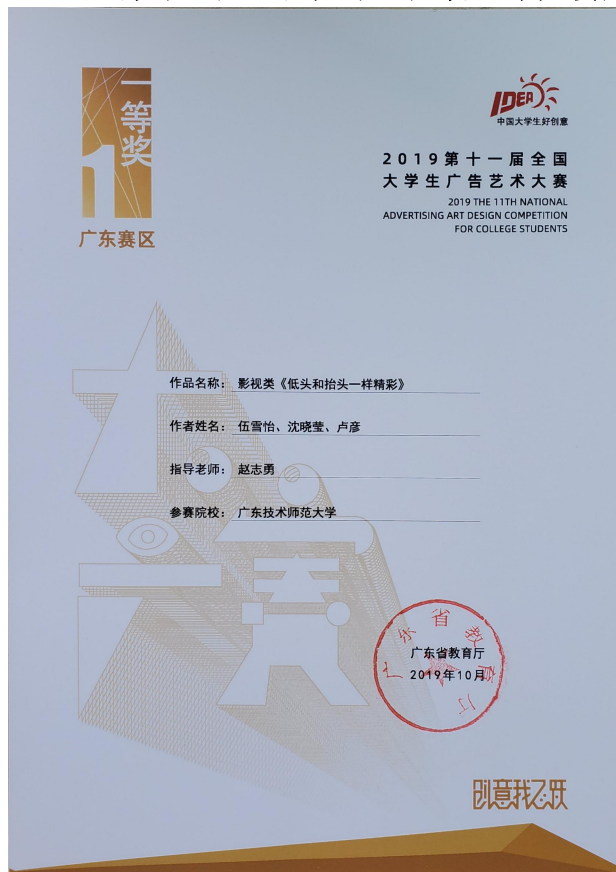 一等奖
1
广东赛区
IDEA
中国大学生好创意
2019第十一届全国
大学生广告艺术大赛
2019 THE 11TH NATIONAL
ADVERTISING ART DESIGN COMPETITION
FOR COLLEGE STUDENTS
作品名称： 影视类《低头和抬头一样精彩》
作者姓名： 伍雪怡、沈晓莹、卢彦
指导老师： 赵志勇
参赛院校： 广东技术师范大学
大广赛
广东省教育厅
广东省教育厅
2019年10月
创意我飞跃